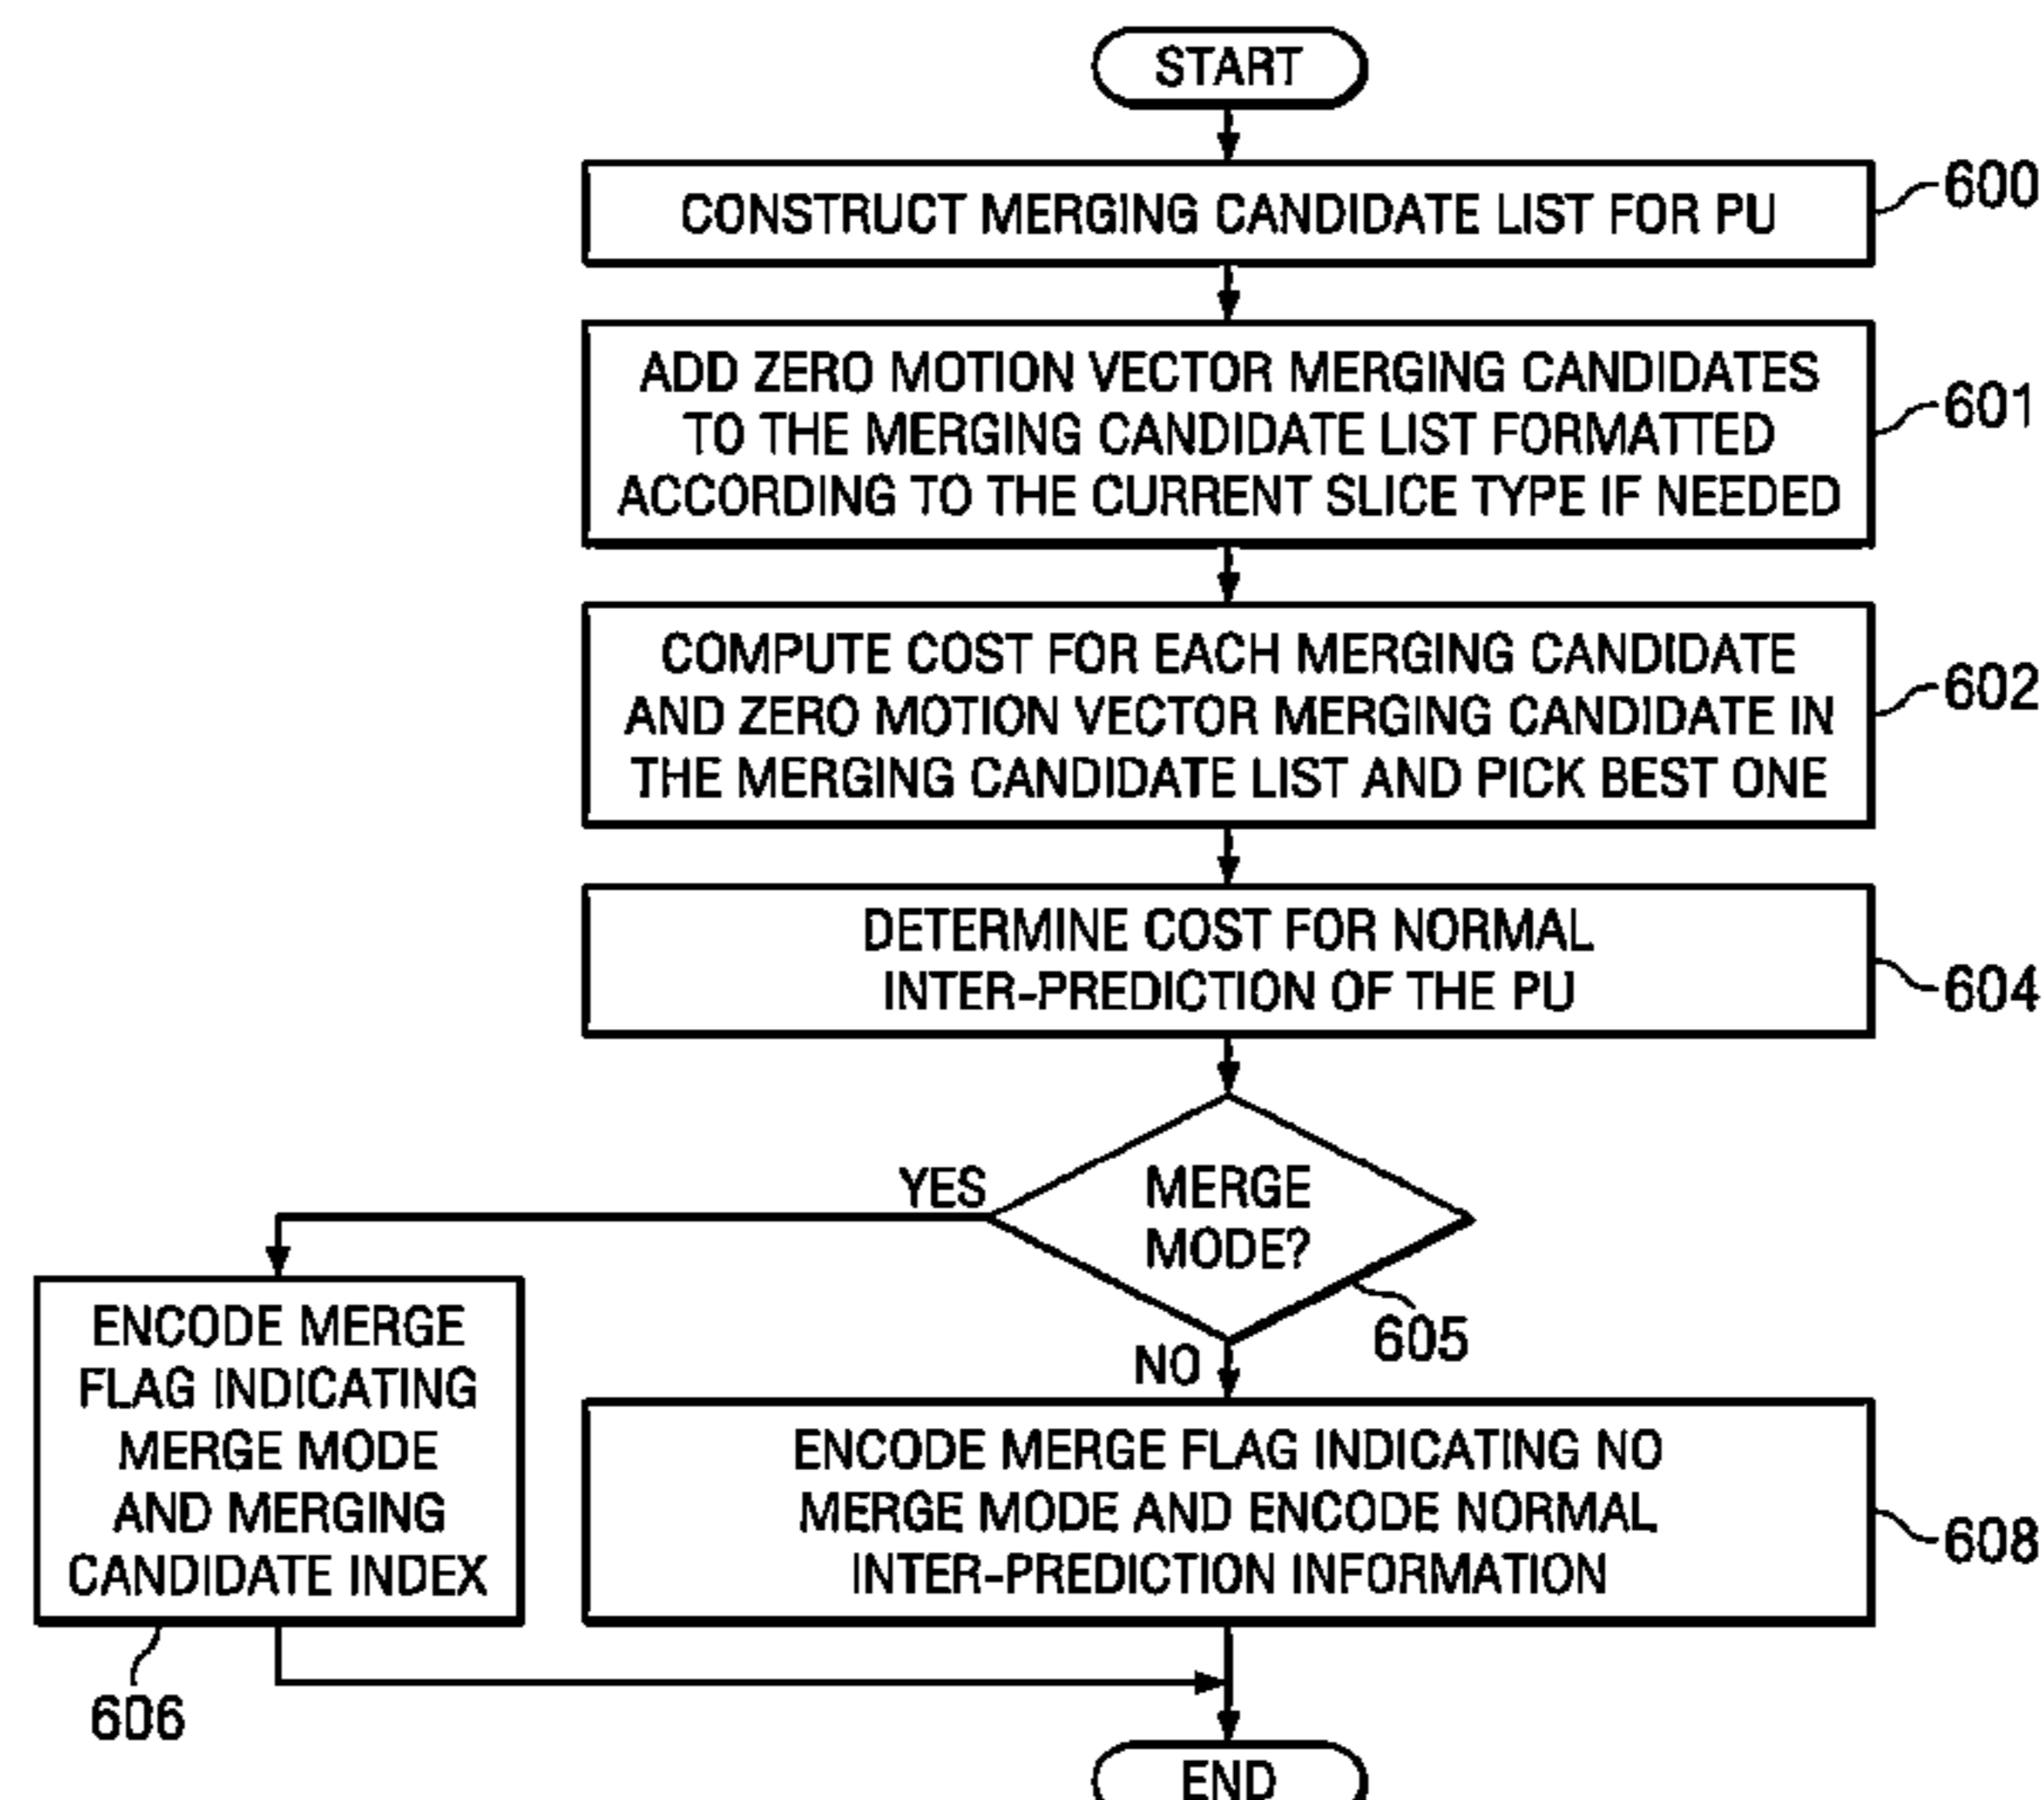 START
CONSTRUCT MERGING CANDIDATE LIST FOR PU
600
ADD ZERO MOTION VECTOR MERGING CANDIDATES
TO THE MERGING CANDIDATE LIST FORMATTED
ACCORDING TO THE CURRENT SLICE TYPE IF NEEDED
601
COMPUTE COST FOR EACH MERGING CANDIDATE
AND ZERO MOTION VECTOR MERGING CANDIDATE IN
THE MERGING CANDIDATE LIST AND PICK BEST ONE
602
DETERMINE COST FOR NORMAL
INTER-PREDICTION OF THE PU
604
MERGE
MODE?
605
YES
NO
ENCODE MERGE
FLAG INDICATING
MERGE MODE
AND MERGING
CANDIDATE INDEX
606
ENCODE MERGE FLAG INDICATING NO
MERGE MODE AND ENCODE NORMAL
INTER-PREDICTION INFORMATION
608
END